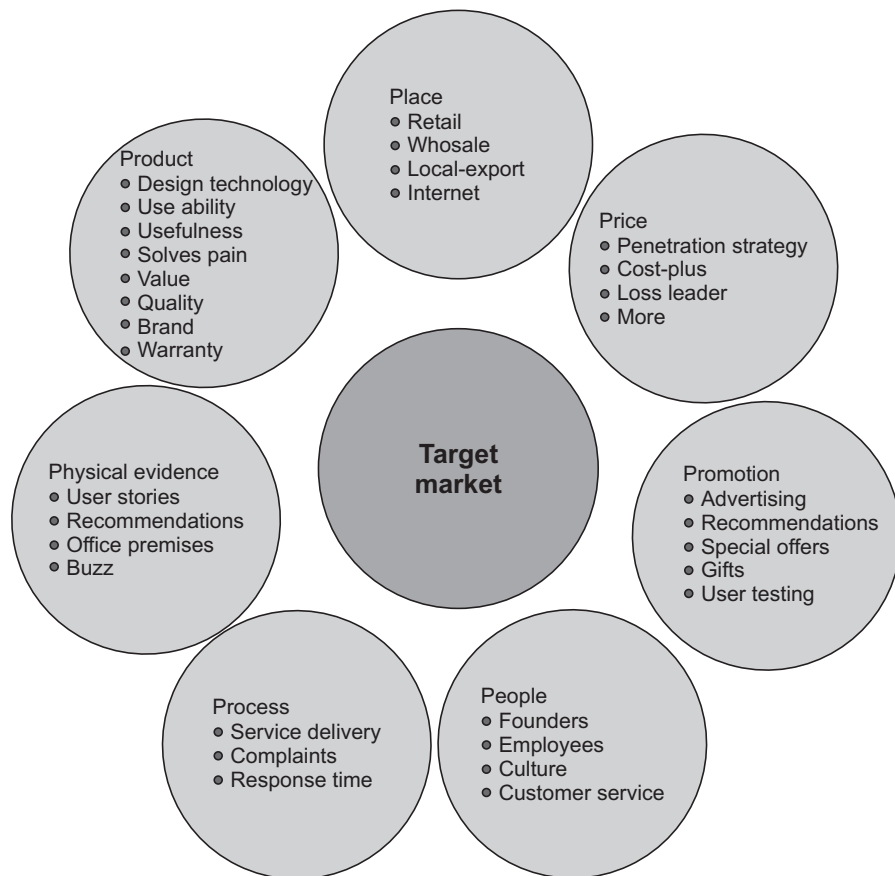 Place
• Retail
• Whosale
• Local-export
• Internet
Product
• Design technology
• Use ability
• Usefulness
• Solves pain
• Value
• Quality
• Brand
• Warranty
Price
• Penetration strategy
• Cost-plus
• Loss leader
• More
Target
market
Physical evidence
• User stories
• Recommendations
• Office premises
• Buzz
Promotion
• Advertising
• Recommendations
• Special offers
• Gifts
• User testing
Process
• Service delivery
• Complaints
• Response time
People
• Founders
• Employees
• Culture
• Customer service